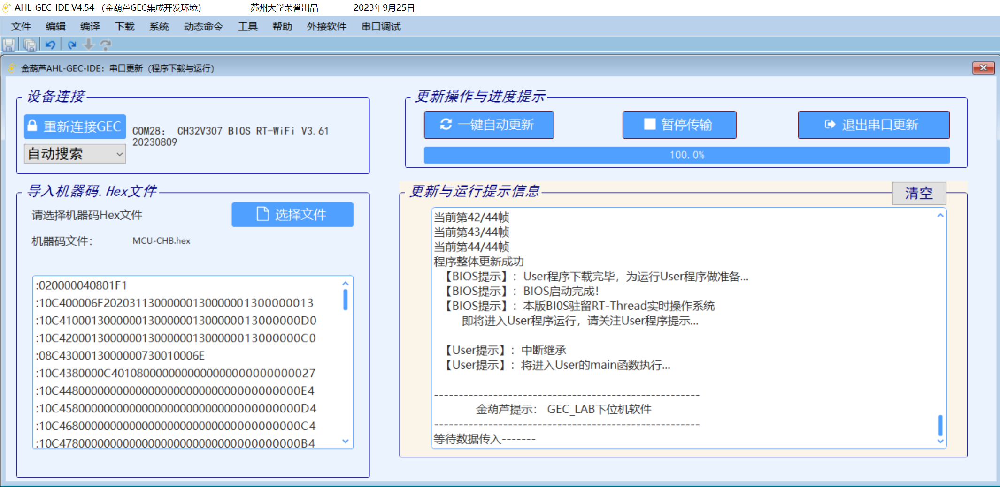 AHL-GEC-IDE V4.54 （金葫芦GEC集成开发环境） 苏州大学荣誉出品 2023年9月25日
文件 编辑 编译 下载 系统 动态命令 工具 帮助 外接软件 串口调试
金葫芦AHL-GEC-IDE：串口更新（程序下载与运行）
设备连接
重新连接GEC
COM28： CH32V307 BIOS RT-WiFi V3.61
20230809
自动搜索
更新操作与进度提示
一键自动更新 暂停传输 退出串口更新
100.0%
导入机器码.Hex文件
请选择机器码Hex文件
选择文件
机器码文件： MCU-CHB.hex
:020000040801F1
:10C400006F20203113000000130000001300000013
:10C4100013000000130000001300000013000000D0
:10C4200013000000130000001300000013000000C0
:08C430001300000073001000​6E
:10C4380000C4010800000000000000000000000027
:10C4480000000000000000000000000000000000E4
:10C4580000000000000000000000000000000000D4
:10C4680000000000000000000000000000000000C4
:10C4780000000000000000000000000000000000B4
更新与运行提示信息
清空
当前第42/44帧
当前第43/44帧
当前第44/44帧
程序整体更新成功
【BIOS提示】：User程序下载完毕，为运行User程序做准备...
【BIOS提示】：BIOS启动完成！
【BIOS提示】：本版BI0S驻留RT-Thread实时操作系统
即将进入User程序运行，请关注User程序提示...
【User提示】：中断继承
【User提示】：将进入User的main函数执行...
------------------------------------------------------
金葫芦提示： GEC_LAB下位机软件
------------------------------------------------------
等待数据传入-------